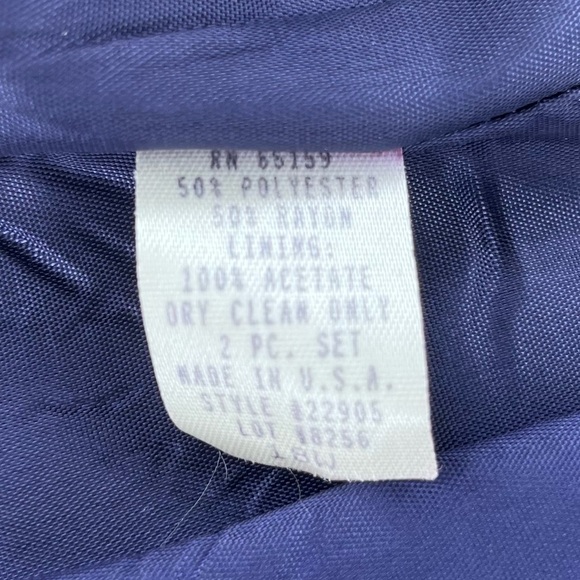 RN 65159
50% POLYESTER
50% RAYON
LINING:
100% ACETATE
DRY CLEAN ONLY
2 PC. SET
MADE IN U.S.A.
STYLE #22905
LOT #8256
18W